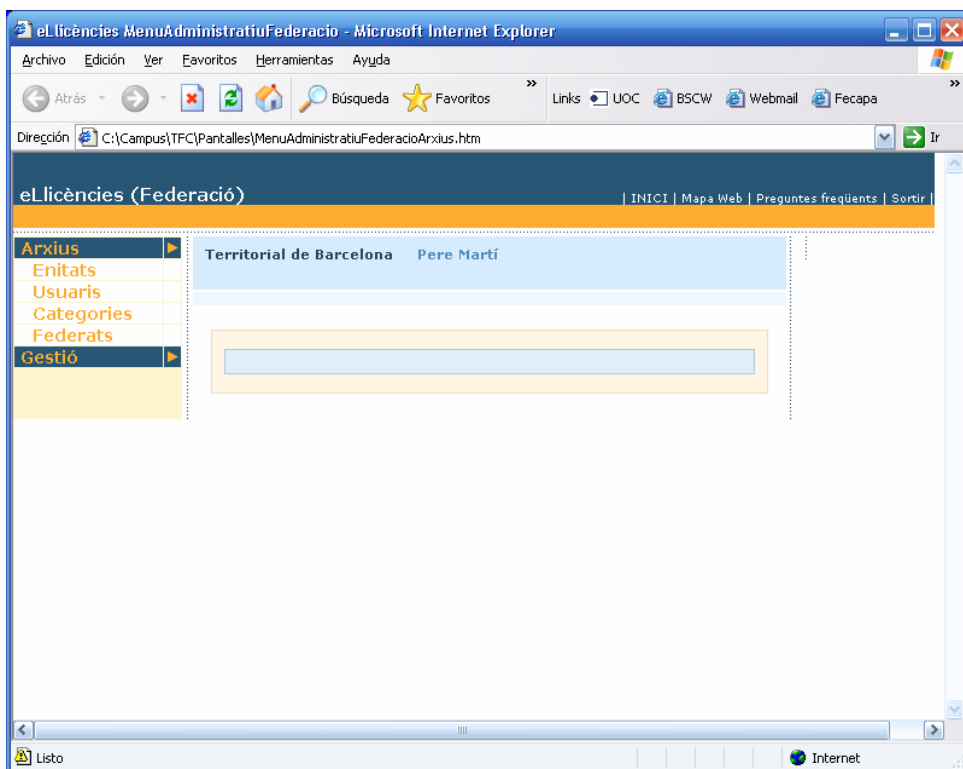 eLlicències MenuAdministratiuFederacio - Microsoft Internet Explorer
Archivo Edición Ver Favoritos Herramientas Ayuda
Atrás Búsqueda Favoritos » Links UOC BSCW Webmail Fecapa »
Dirección C:\Campus\TFC\Pantalles\MenuAdministratiuFederacioArxius.htm Ir
eLlicències (Federació)
| INICI | Mapa Web | Preguntes freqüents | Sortir |
Arxius
Enitats
Usuaris
Categories
Federats
Gestió
Territorial de Barcelona Pere Martí
Listo Internet